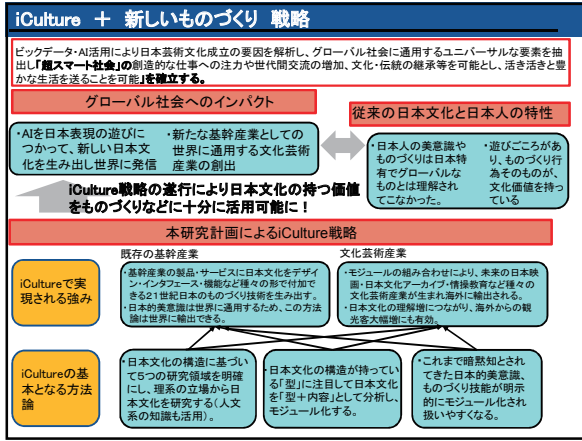 iCulture ＋ 新しいものづくり 戦略
ビックデータ・AI活用により日本芸術文化成立の要因を解析し、グローバル社会に通用するユニバーサルな要素を抽
出し「超スマート社会」の創造的な仕事への注力や世代間交流の増加、文化・伝統の継承等を可能とし、活き活きと豊
かな生活を送ることを可能」を確立する。
グローバル社会へのインパクト
・AIを日本表現の遊びに
つかって、新しい日本文
化を生み出し世界に発信
・新たな基幹産業としての
世界に通用する文化芸術
産業の創出
従来の日本文化と日本人の特性
・日本人の美意識や
ものづくりは日本特
有でグローバルな
ものとは理解され
てこなかった。
・遊びごころが
あり、ものづくり行
為そのものが、
文化価値を持っ
ている
iCulture戦略の遂行により日本文化の持つ価値
をものづくりなどに十分に活用可能に！
本研究計画によるiCulture戦略
既存の基幹産業
文化芸術産業
iCultureで実
現される強み
・基幹産業の製品・サービスに日本文化をデザイ
ン・インタフェース・機能など種々の形で付加で
きる21世紀日本のものづくり技術を生み出す。
・日本的美意識は世界に通用するため、この方法
論は世界に輸出できる。
・モジュールの組み合わせにより、未来の日本映
画・日本文化アーカイブ・情操教育など種々の
文化芸術産業が生まれ海外に輸出される。
・日本文化の理解増につながり、海外からの観
光客大幅増にも有効。
iCultureの基
本となる方法
論
・日本文化の構造に基づい
て5つの研究領域を明確
にし、理系の立場から日
本文化を研究する（人文
系の知識も活用）。
・日本文化の構造が持ってい
る「型」に注目して日本文化
を「型＋内容」として分析し、
モジュール化する。
・これまで暗黙知とされ
てきた日本的美意識、
ものづくり技能が明示
的にモジュール化され
扱いやすくなる。